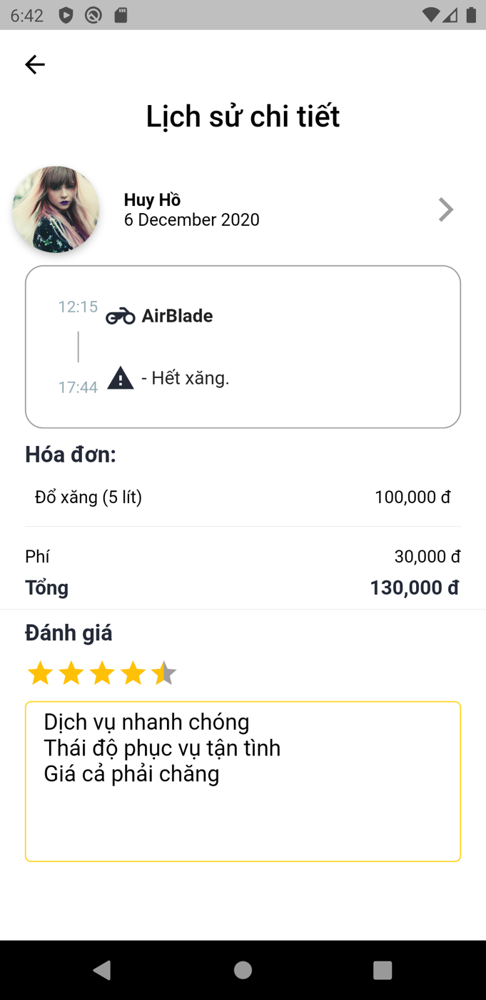 6:42
Lịch sử chi tiết
Huy Hồ
6 December 2020
12:15 AirBlade
17:44 - Hết xăng.
Hóa đơn:
Đổ xăng (5 lít) 100,000 đ
Phí 30,000 đ
Tổng 130,000 đ
Đánh giá
Dịch vụ nhanh chóng
Thái độ phục vụ tận tình
Giá cả phải chăng